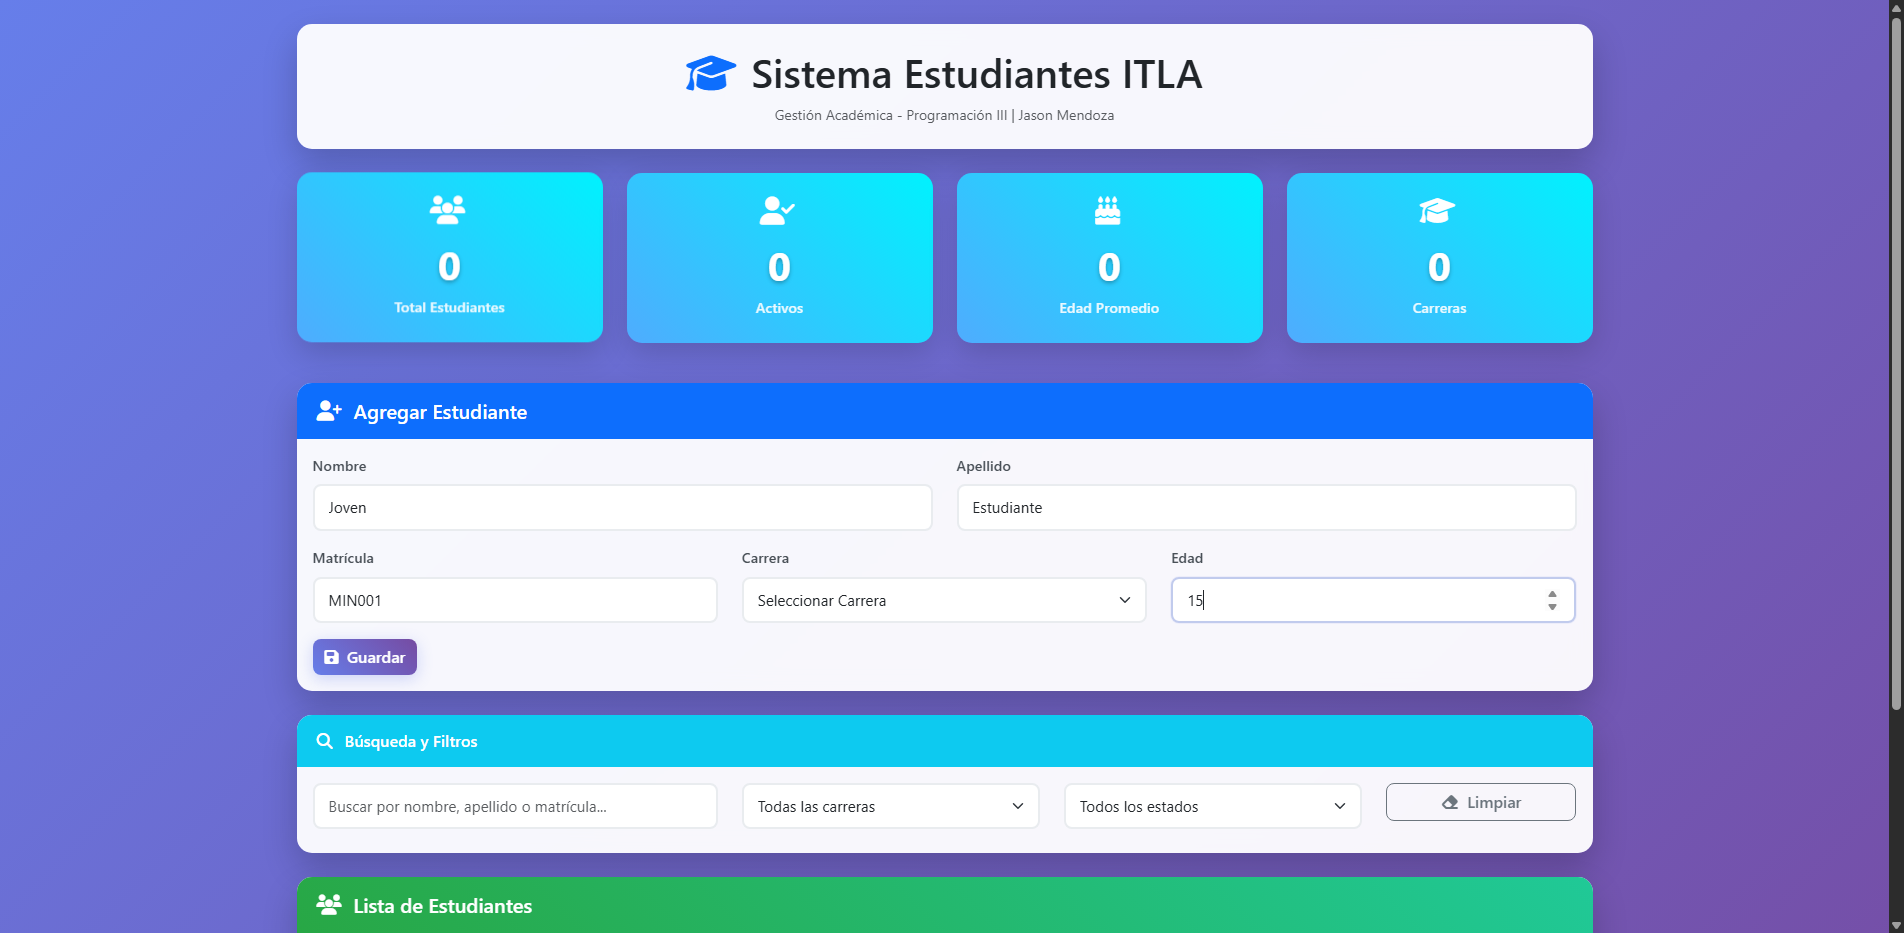 Sistema Estudiantes ITLA
Gestión Académica - Programación III | Jason Mendoza
0
Total Estudiantes
0
Activos
0
Edad Promedio
0
Carreras
Agregar Estudiante
Nombre
Joven
Apellido
Estudiante
Matrícula
MIN001
Carrera
Seleccionar Carrera
Edad
15
Guardar
Búsqueda y Filtros
Buscar por nombre, apellido o matrícula...
Todas las carreras
Todos los estados
Limpiar
Lista de Estudiantes